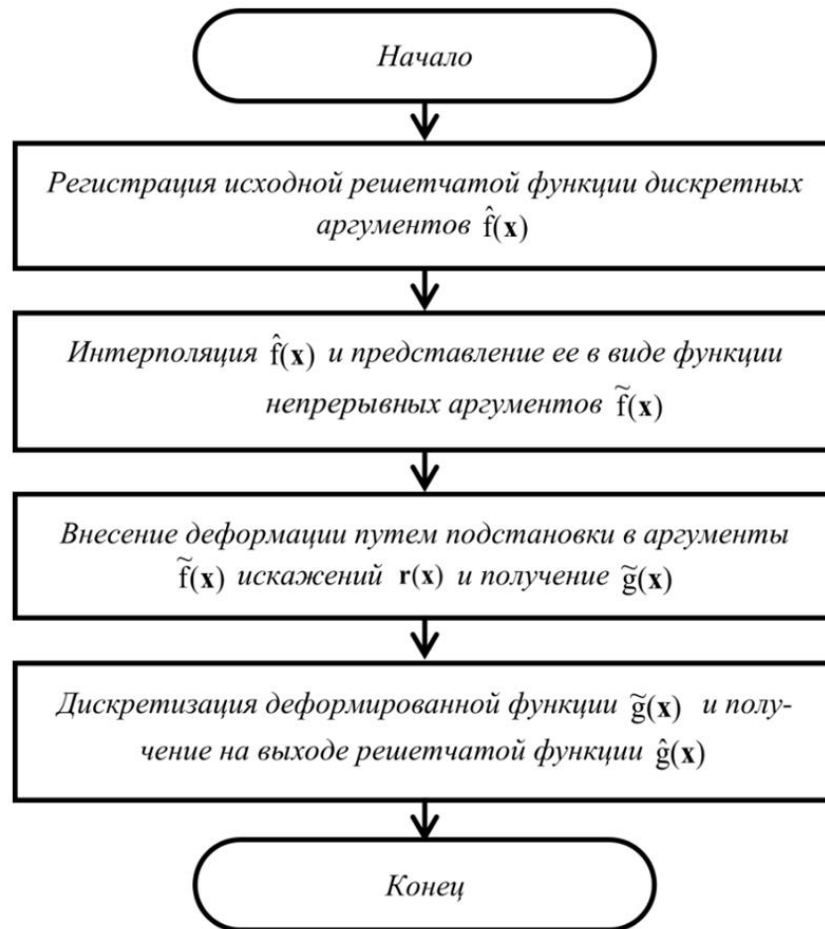 Начало
Регистрация исходной решетчатой функции дискретных
аргументов f̂(x)
Интерполяция f̂(x) и представление ее в виде функции
непрерывных аргументов f̃(x)
Внесение деформации путем подстановки в аргументы
f̃(x) искажений r(x) и получение g̃(x)
Дискретизация деформированной функции g̃(x) и полу-
чение на выходе решетчатой функции ĝ(x)
Конец